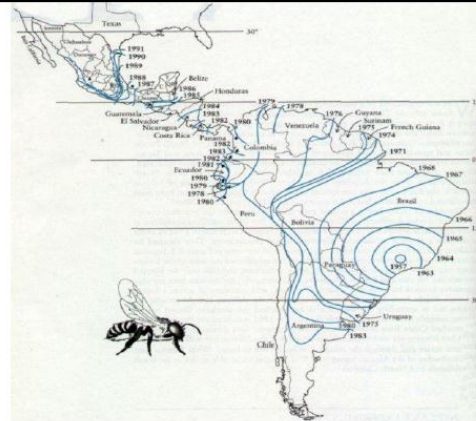 Texas
30°
Chihuahua
Durango
1991
1990
1989
1988
1987
Belize
1986
1985
Honduras
Guatemala
El Salvador
Nicaragua
Costa Rica
Panama
1984
1983
1982
1980
1979
1978
Venezuela
1976
Guyana
Surinam
1975
French Guiana
1974
1971
Colombia
1982
1983
1982
1981
Ecuador
1980
1979
1978
1980
Peru
1968
1967
Brazil
1966
1965
1964
1963
1957
Bolivia
Paraguay
Uruguay
1975
1980
1983
Argentina
Chile